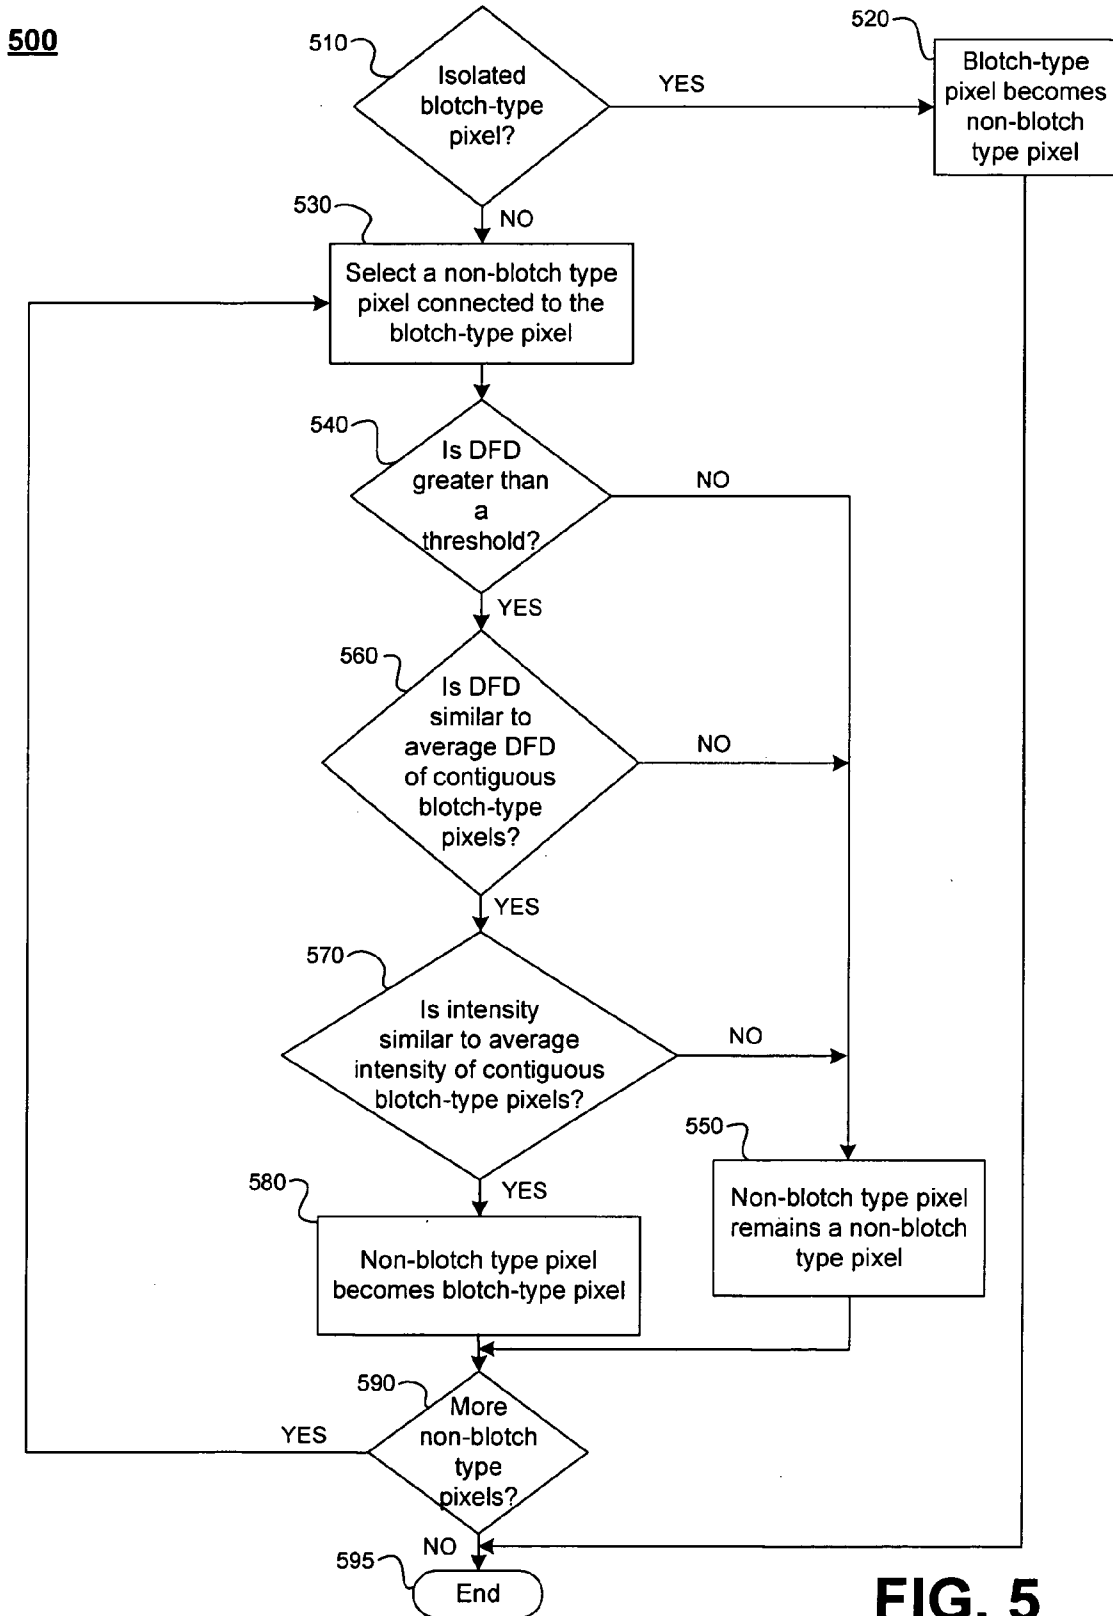 500
510
Isolated
blotch-type
pixel?
YES
520
Blotch-type
pixel becomes
non-blotch
type pixel
NO
530
Select a non-blotch type
pixel connected to the
blotch-type pixel
540
Is DFD
greater than
a
threshold?
NO
YES
560
Is DFD
similar to
average DFD
of contiguous
blotch-type
pixels?
NO
YES
570
Is intensity
similar to average
intensity of contiguous
blotch-type pixels?
NO
YES
550
Non-blotch type pixel
remains a non-blotch
type pixel
580
Non-blotch type pixel
becomes blotch-type pixel
590
More
non-blotch
type
pixels?
YES
NO
595
End
FIG. 5